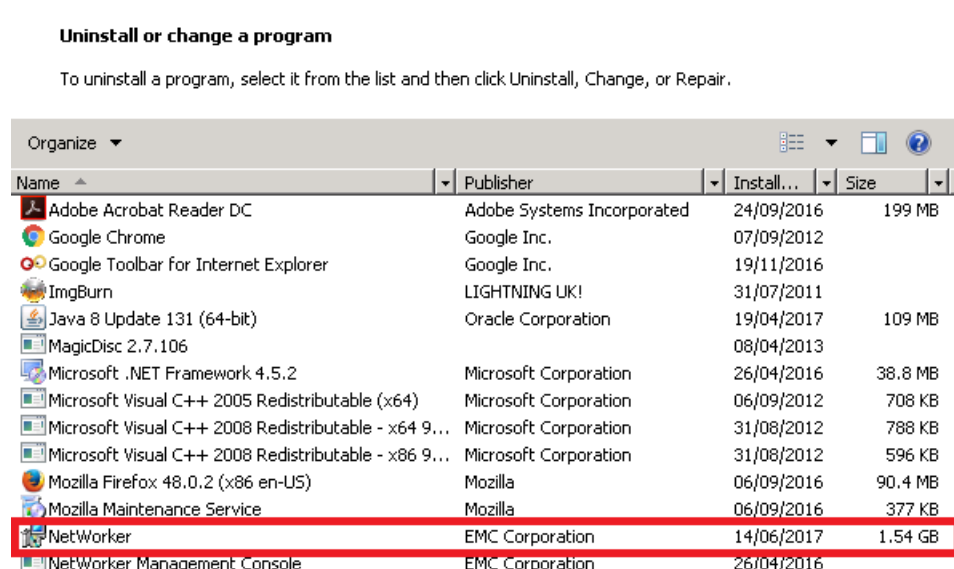 Uninstall or change a program
To uninstall a program, select it from the list and then click Uninstall, Change, or Repair.
Organize
Name Publisher Install... Size
Adobe Acrobat Reader DC Adobe Systems Incorporated 24/09/2016 199 MB
Google Chrome Google Inc. 07/09/2012
Google Toolbar for Internet Explorer Google Inc. 19/11/2016
ImgBurn LIGHTNING UK! 31/07/2011
Java 8 Update 131 (64-bit) Oracle Corporation 19/04/2017 109 MB
MagicDisc 2.7.106 08/04/2013
Microsoft .NET Framework 4.5.2 Microsoft Corporation 26/04/2016 38.8 MB
Microsoft Visual C++ 2005 Redistributable (x64) Microsoft Corporation 06/09/2012 708 KB
Microsoft Visual C++ 2008 Redistributable - x64 9... Microsoft Corporation 31/08/2012 788 KB
Microsoft Visual C++ 2008 Redistributable - x86 9... Microsoft Corporation 31/08/2012 596 KB
Mozilla Firefox 48.0.2 (x86 en-US) Mozilla 06/09/2016 90.4 MB
Mozilla Maintenance Service Mozilla 06/09/2016 377 KB
NetWorker EMC Corporation 14/06/2017 1.54 GB
NetWorker Management Console EMC Corporation 26/04/2016